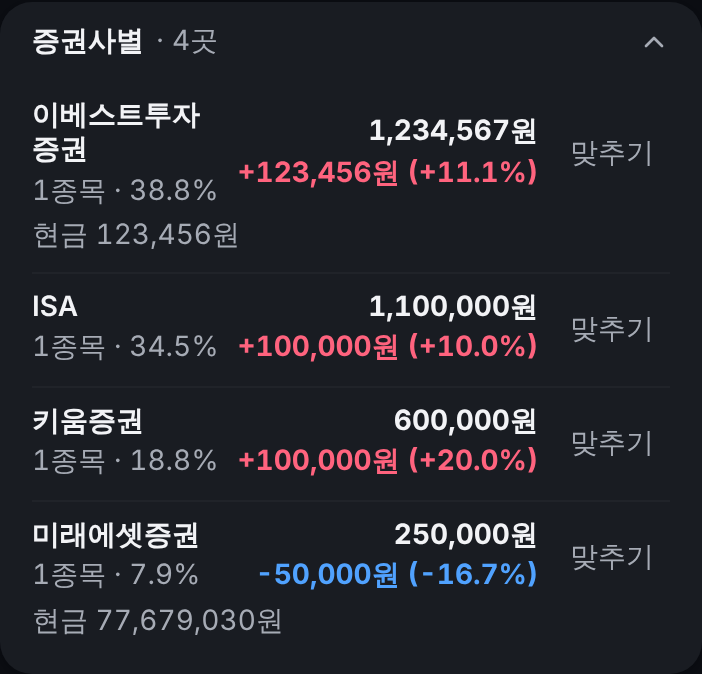 증권사별 · 4곳
이베스트투자
증권
1,234,567원
+123,456원 (+11.1%)
맞추기
1종목 · 38.8%
현금 123,456원
ISA
1,100,000원
맞추기
1종목 · 34.5%
+100,000원 (+10.0%)
키움증권
600,000원
맞추기
1종목 · 18.8%
+100,000원 (+20.0%)
미래에셋증권
250,000원
맞추기
1종목 · 7.9%
-50,000원 (-16.7%)
현금 77,679,030원